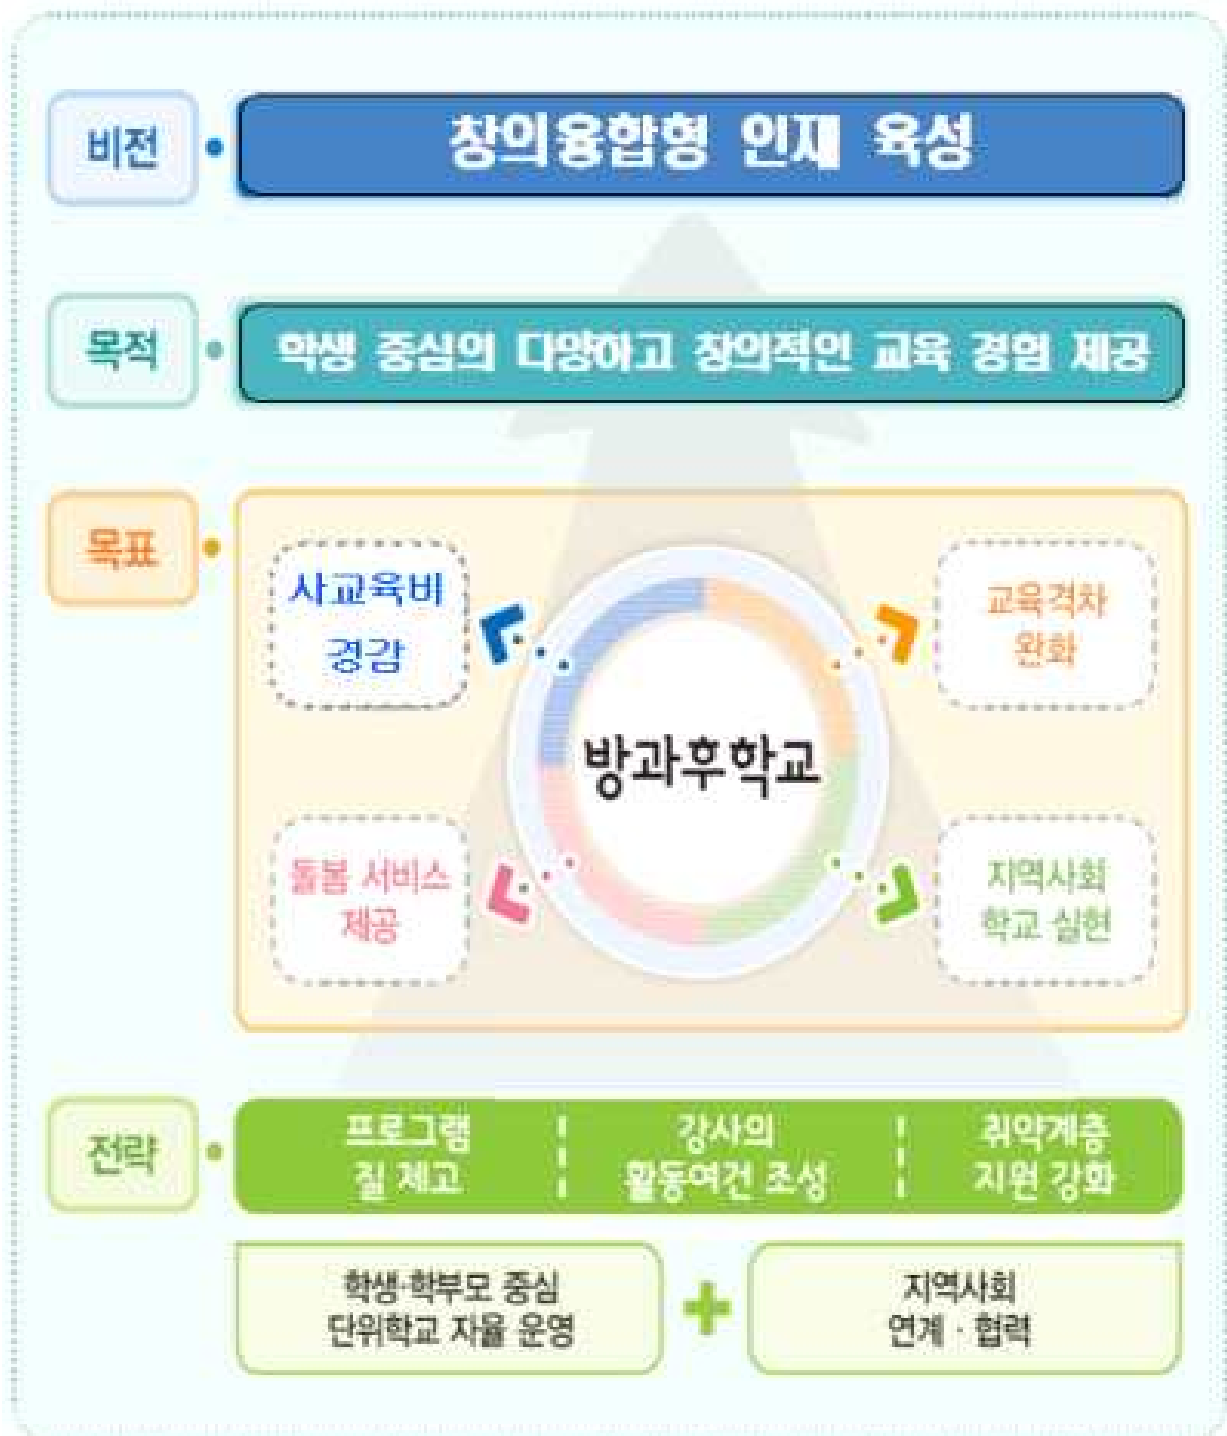 비전
창의융합형 인재 육성
목적
학생 중심의 다양하고 창의적인 교육 경험 제공
목표
사교육비
경감
교육격차
완화
방과후학교
돌봄 서비스
제공
지역사회
학교 실현
전략
프로그램
질 제고
강사의
활동여건 조성
취약계층
지원 강화
학생·학부모 중심
단위학교 자율 운영
지역사회
연계 · 협력